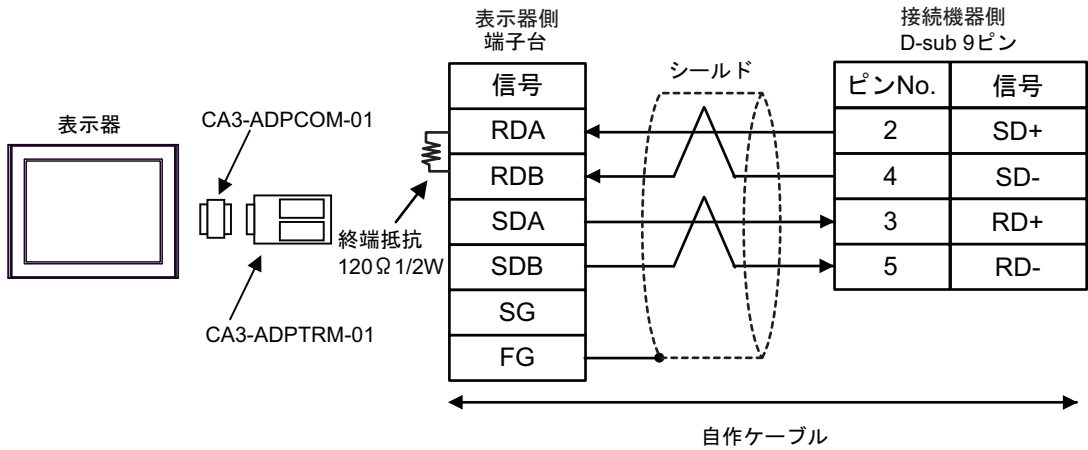 表示器
CA3-ADPCOM-01
CA3-ADPTRM-01
終端抵抗
120Ω 1/2W
表示器側
端子台
信号
RDA
RDB
SDA
SDB
SG
FG
シールド
接続機器側
D-sub 9ピン
ピンNo. 信号
2 SD+
4 SD-
3 RD+
5 RD-
自作ケーブル